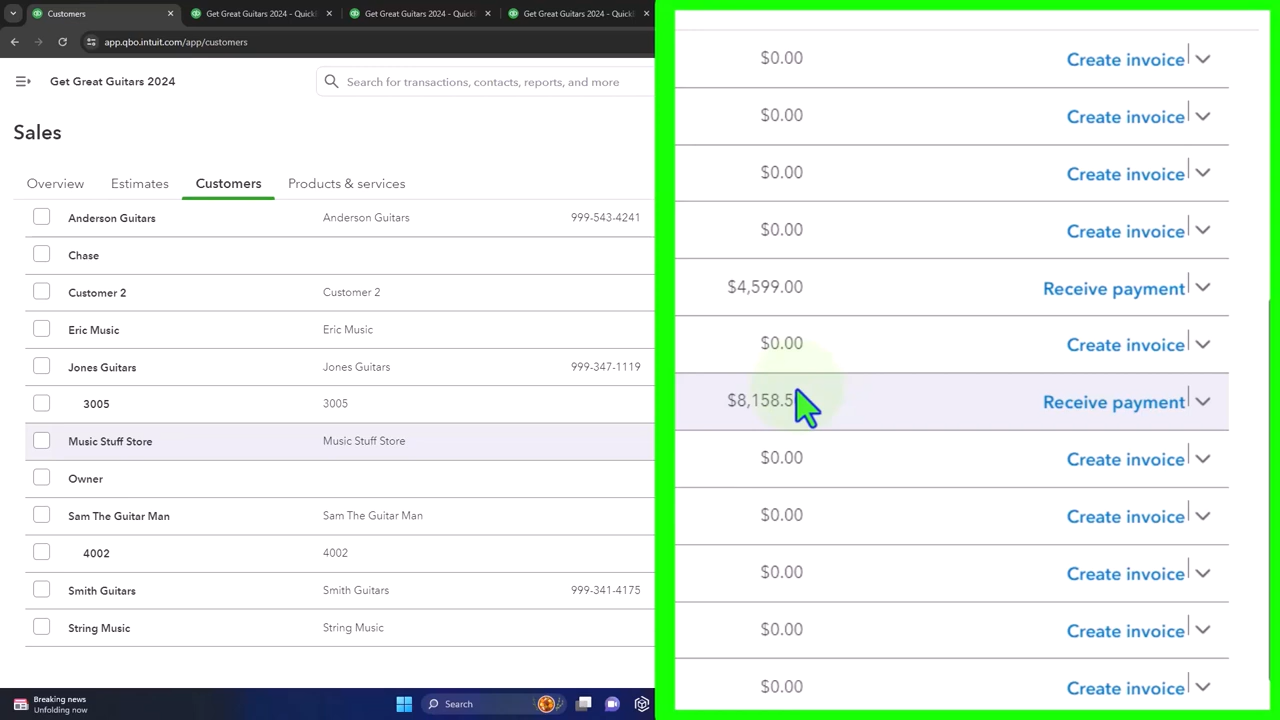 Customers
Get Great Guitars 2024 - Quick
Get Great Guitars 2024 - Quick
Get Great Guitars 2024 - Quick
app.qbo.intuit.com/app/customers
Get Great Guitars 2024
Search for transactions, contacts, reports, and more
Sales
Overview Estimates Customers Products & services
Anderson Guitars Anderson Guitars 999-543-4241
Chase
Customer 2 Customer 2
Eric Music Eric Music
Jones Guitars Jones Guitars 999-347-1119
3005 3005
Music Stuff Store Music Stuff Store
Owner
Sam The Guitar Man Sam The Guitar Man
4002 4002
Smith Guitars Smith Guitars 999-341-4175
String Music String Music
$0.00 Create invoice
$0.00 Create invoice
$0.00 Create invoice
$0.00 Create invoice
$4,599.00 Receive payment
$0.00 Create invoice
Receive payment
$0.00 Create invoice
$0.00 Create invoice
$0.00 Create invoice
$0.00 Create invoice
$0.00 Create invoice
Breaking news
Unfolding now
Search